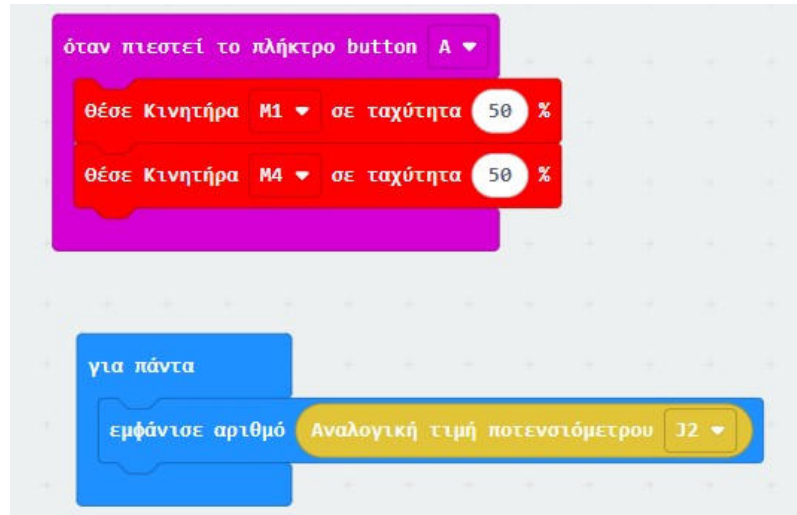 όταν πιεστεί το πλήκτρο button A
θέσε Κινητήρα M1 σε ταχύτητα 50 %
θέσε Κινητήρα M4 σε ταχύτητα 50 %
για πάντα
εμφάνισε αριθμό Αναλογική τιμή ποτενσιόμετρου J2